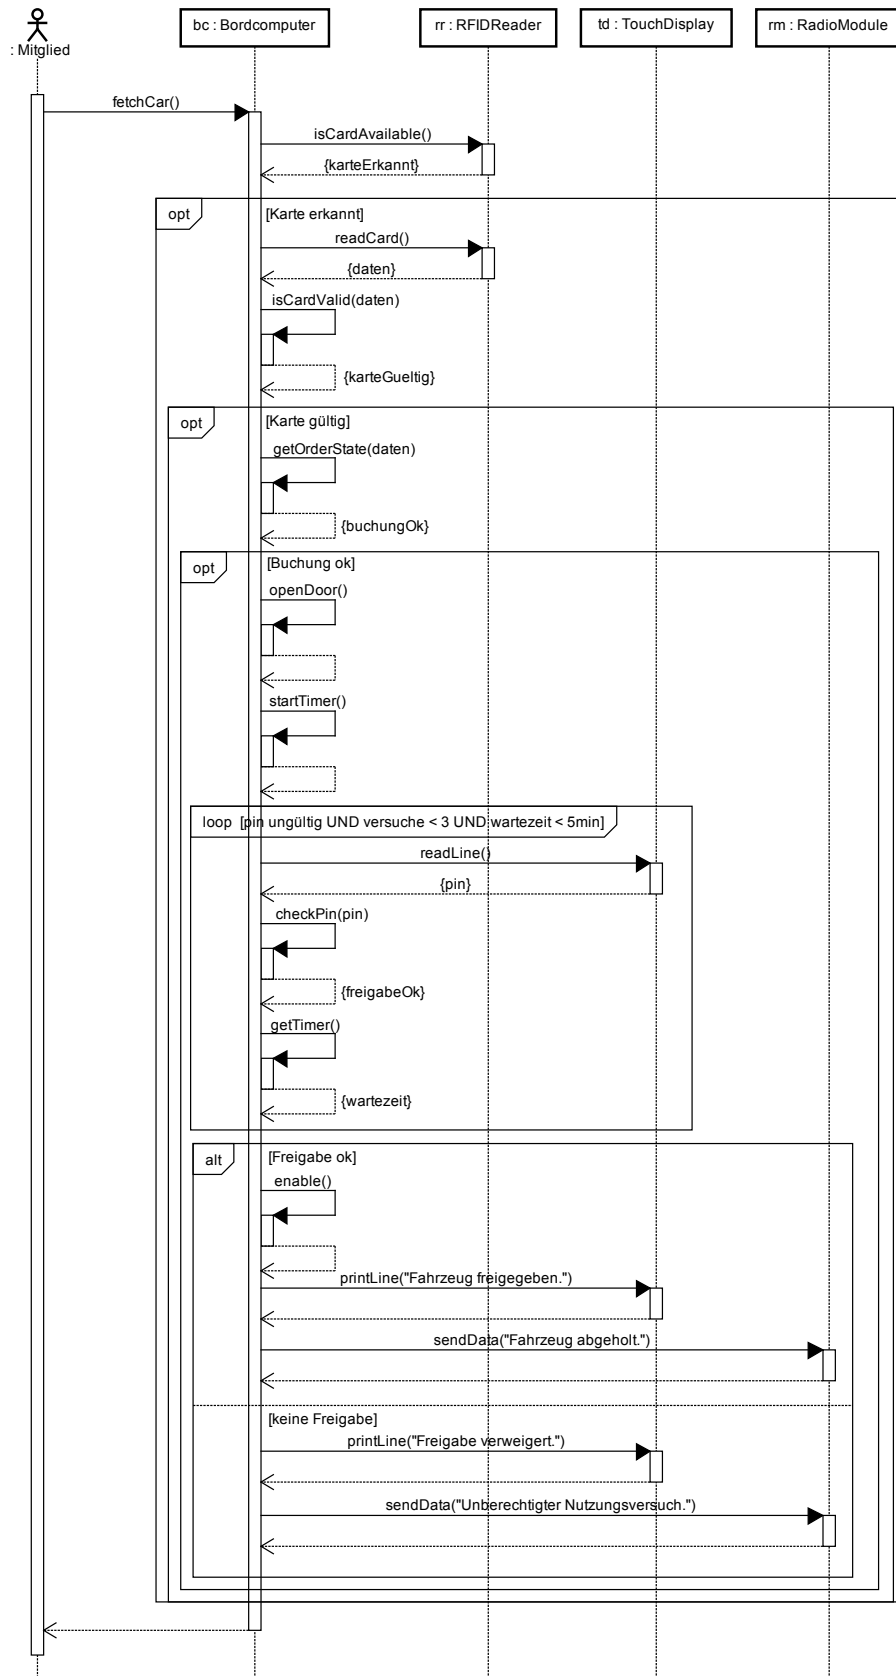 : Mitglied
bc : Bordcomputer
rr : RFIDReader
td : TouchDisplay
rm : RadioModule
fetchCar()
isCardAvailable()
{karteErkannt}
opt
[Karte erkannt]
readCard()
{daten}
isCardValid(daten)
{karteGueltig}
opt
[Karte gültig]
getOrderState(daten)
{buchungOk}
opt
[Buchung ok]
openDoor()
startTimer()
loop [pin ungültig UND versuche < 3 UND wartezeit < 5min]
readLine()
{pin}
checkPin(pin)
{freigabeOk}
getTimer()
{wartezeit}
alt
[Freigabe ok]
enable()
printLine("Fahrzeug freigegeben.")
sendData("Fahrzeug abgeholt.")
[keine Freigabe]
printLine("Freigabe verweigert.")
sendData("Unberechtigter Nutzungsversuch.")